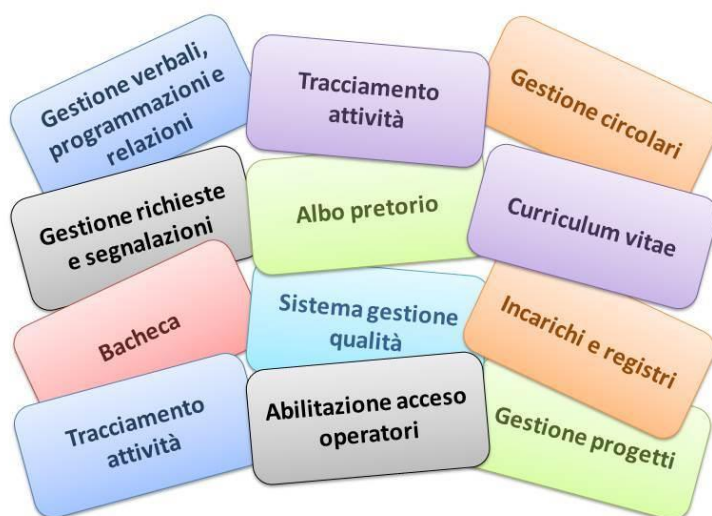 Gestione verbali,
programmazioni e
relazioni
Tracciamento
attività
Gestione circolari
Gestione richieste
e segnalazioni
Albo pretorio
Curriculum vitae
Bacheca
Sistema gestione
qualità
Incarichi e registri
Tracciamento
attività
Abilitazione acceso
operatori
Gestione progetti